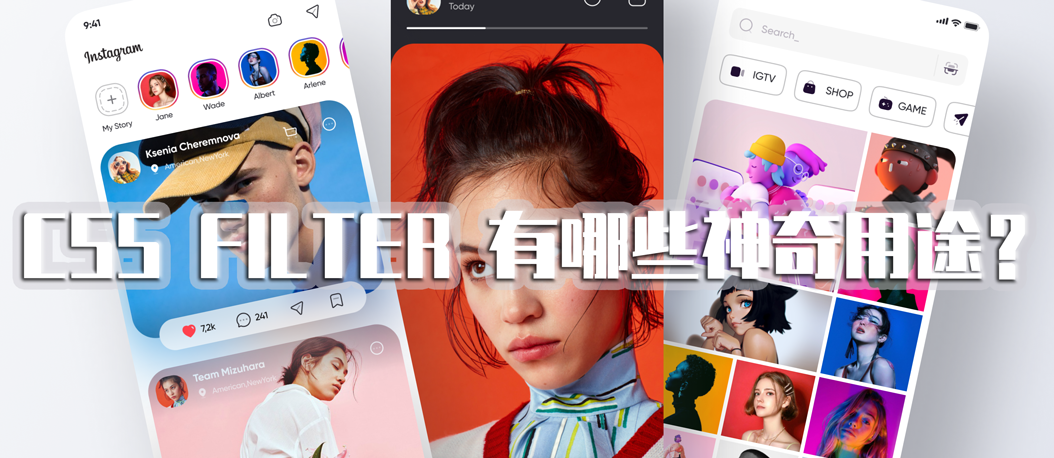 9:41
Instagram
My Story
Jane
Wade
Albert
Arlene
Ksenia Cheremnova
American,NewYork
7,2k
241
Team Mizuhara
American,NewYork
Today
Search_
IGTV
SHOP
GAME
CSS FILTER 有哪些神奇用途?